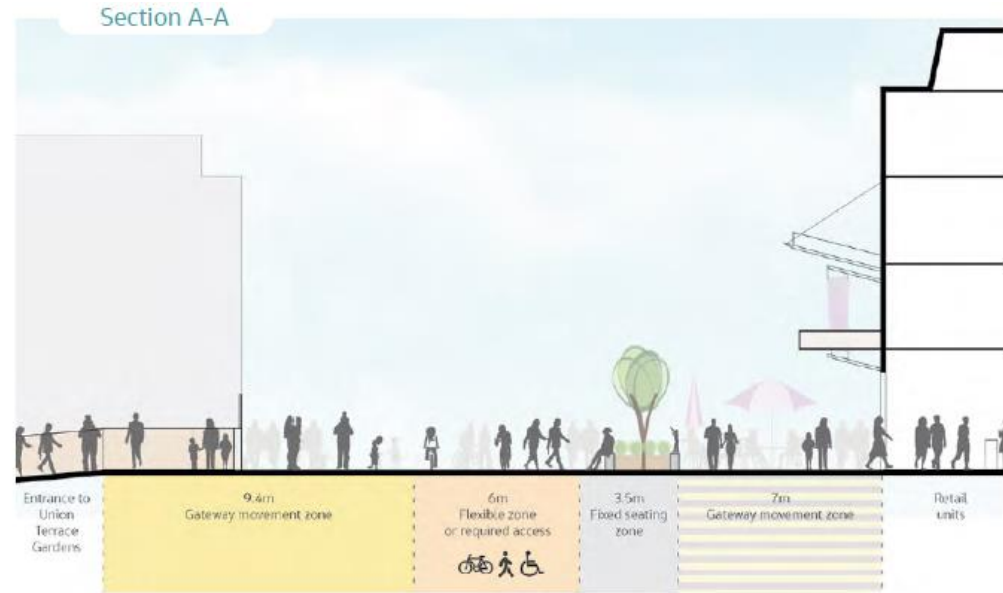 Section A-A
Entrance to
Union
Terrace
Gardens
9.4m
Gateway movement zone
6m
Flexible zone
or required access
3.5m
Fixed seating
zone
7m
Gateway movement zone
Retail
units